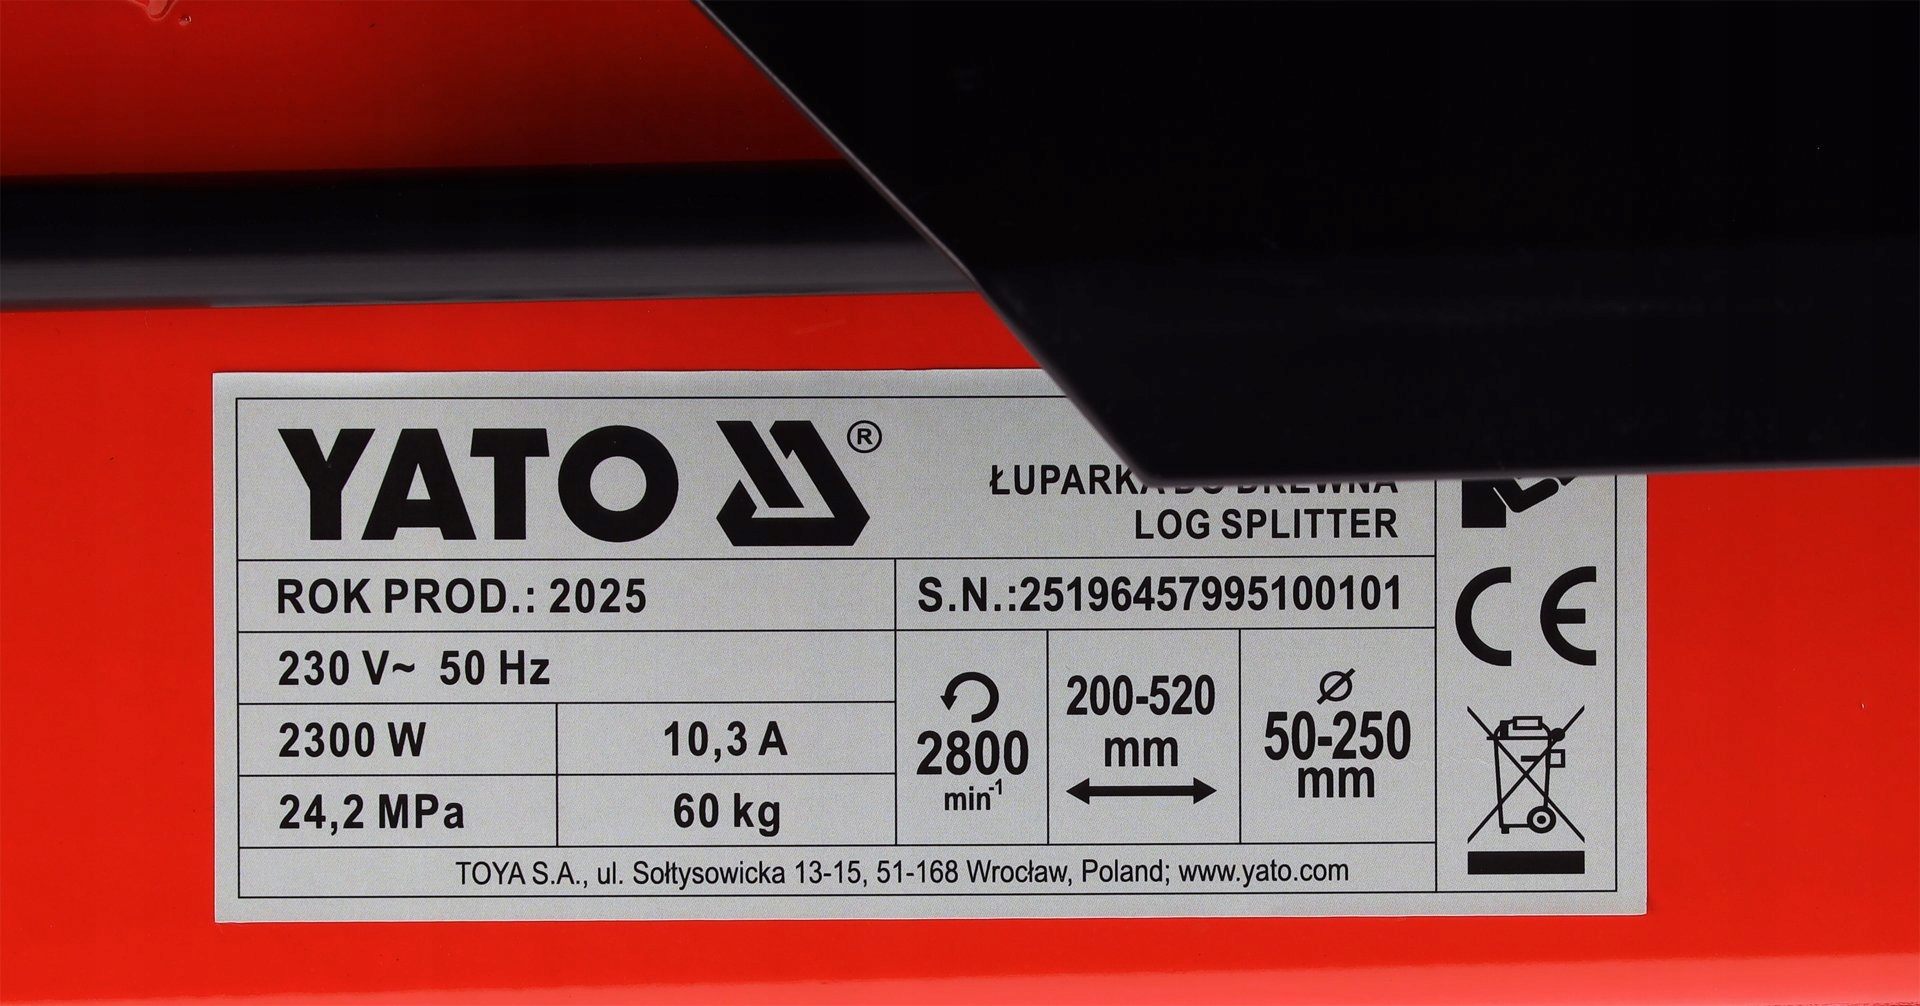 YATO ®
ŁUPARKA DO DREWNA
LOG SPLITTER
ROK PROD.: 2025
S.N.:25196457995100101
230 V~ 50 Hz
2300 W
10,3 A
24,2 MPa
60 kg
2800
min-1
200-520
mm
Ø
50-250
mm
CE
TOYA S.A., ul. Sołtysowicka 13-15, 51-168 Wrocław, Poland; www.yato.com